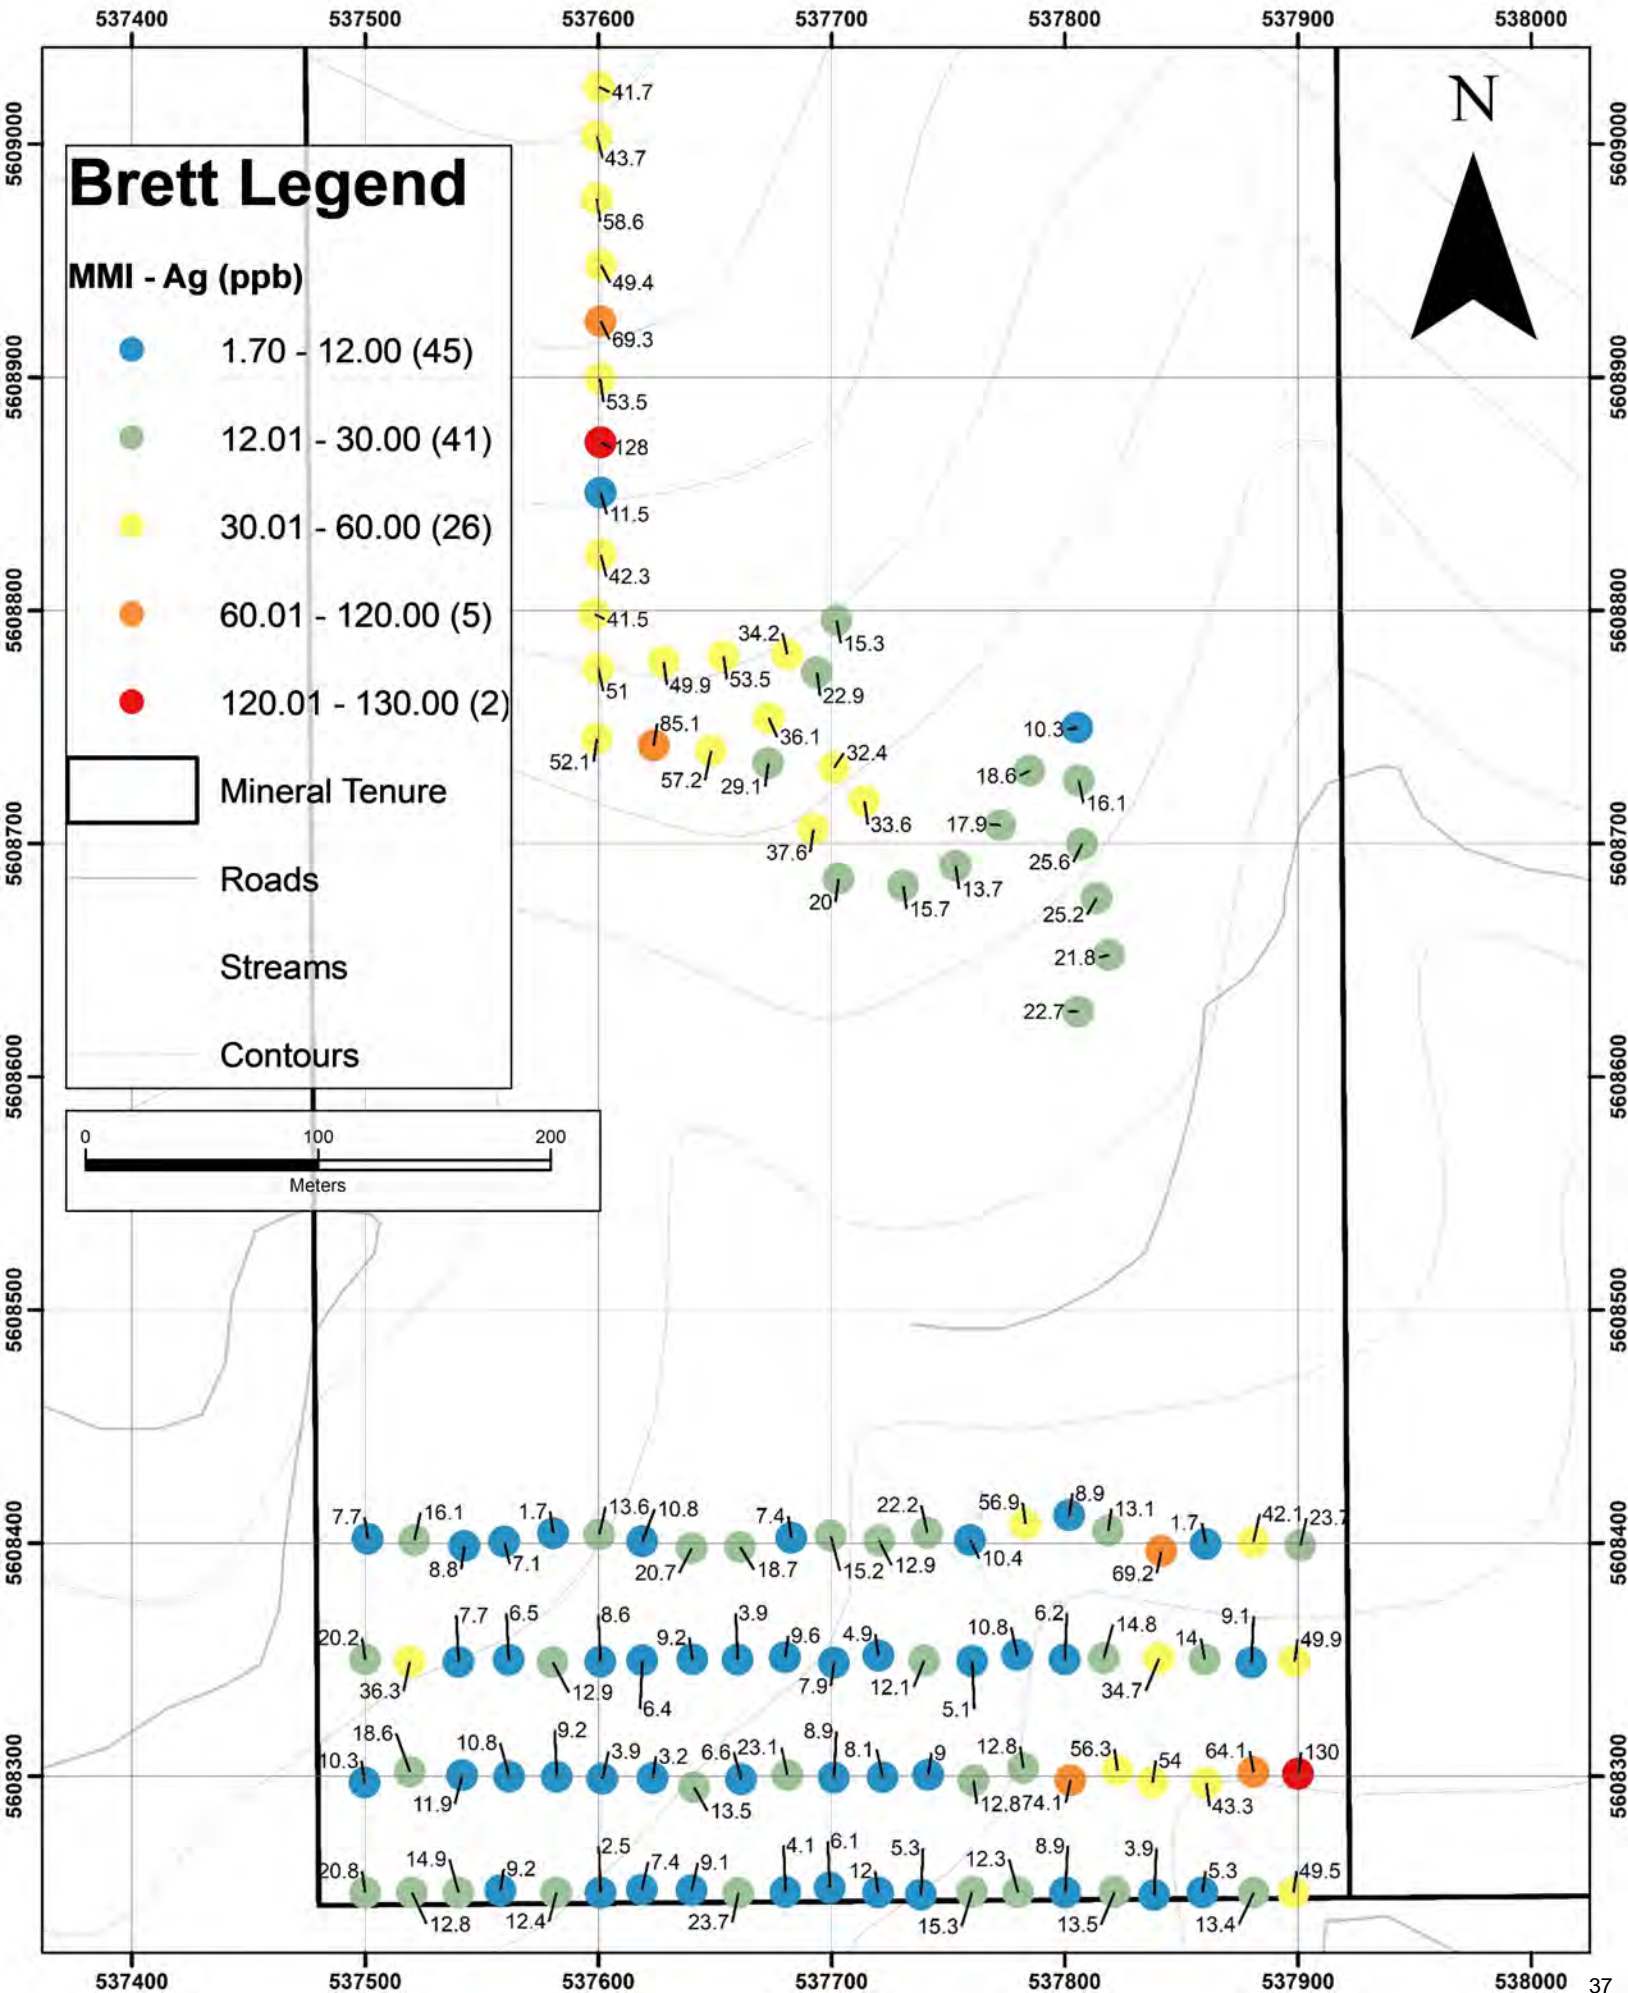 537400 537500 537600 537700 537800 537900 538000
5609000
5608900
5608800
5608700
5608600
5608500
5608400
5608300
N
Brett Legend
MMI - Ag (ppb)
1.70 - 12.00 (45)
12.01 - 30.00 (41)
30.01 - 60.00 (26)
60.01 - 120.00 (5)
120.01 - 130.00 (2)
Mineral Tenure
Roads
Streams
Contours
0 100 200
Meters
41.7
43.7
58.6
49.4
69.3
53.5
128
11.5
42.3
41.5
34.2 15.3
51 49.9 53.5 22.9
85.1 36.1 10.3
52.1 57.2 29.1 32.4 18.6 16.1
37.6 33.6 17.9 25.6
20 15.7 13.7 25.2
21.8
22.7
7.7 16.1 1.7 13.6 10.8 7.4 22.2 56.9 8.9 13.1 1.7 42.1 23.7
8.8 7.1 20.7 18.7 15.2 12.9 10.4 69.2
20.2 7.7 6.5 8.6 9.2 3.9 9.6 4.9 10.8 6.2 14.8 14 9.1 49.9
36.3 12.9 6.4 7.9 12.1 5.1 34.7
10.3 18.6 10.8 9.2 3.9 3.2 6.6 23.1 8.9 8.1 9 12.8 56.3 54 64.1 130
11.9 13.5 12.8 74.1 43.3
20.8 14.9 9.2 2.5 7.4 9.1 4.1 6.1 12 5.3 12.3 8.9 3.9 5.3 49.5
12.8 12.4 23.7 15.3 13.5 13.4
5609000
5608900
5608800
5608700
5608600
5608500
5608400
5608300
537400 537500 537600 537700 537800 537900 538000
37